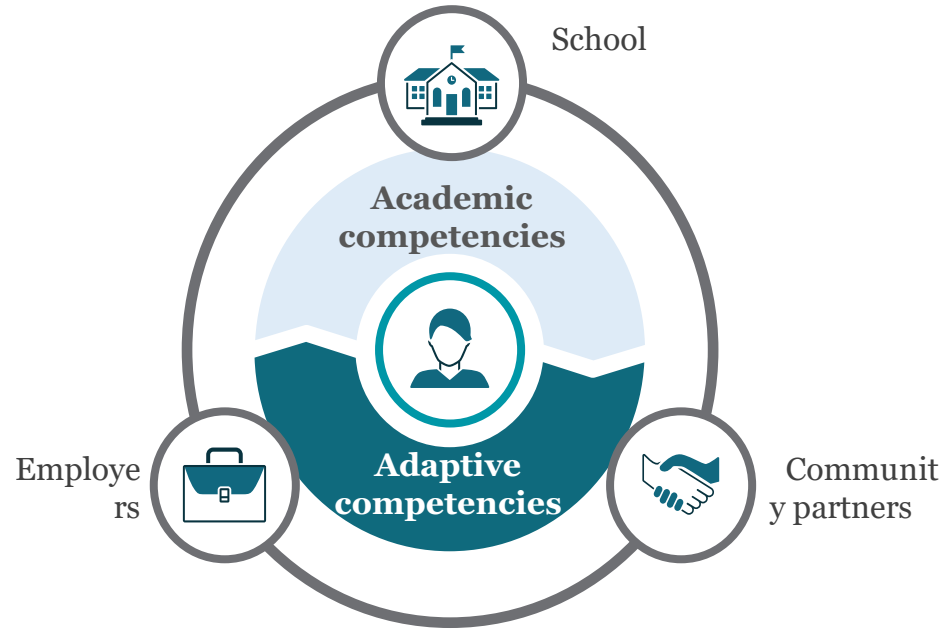 School
Academic
competencies
Adaptive
competencies
Employe
rs
Communit
y partners